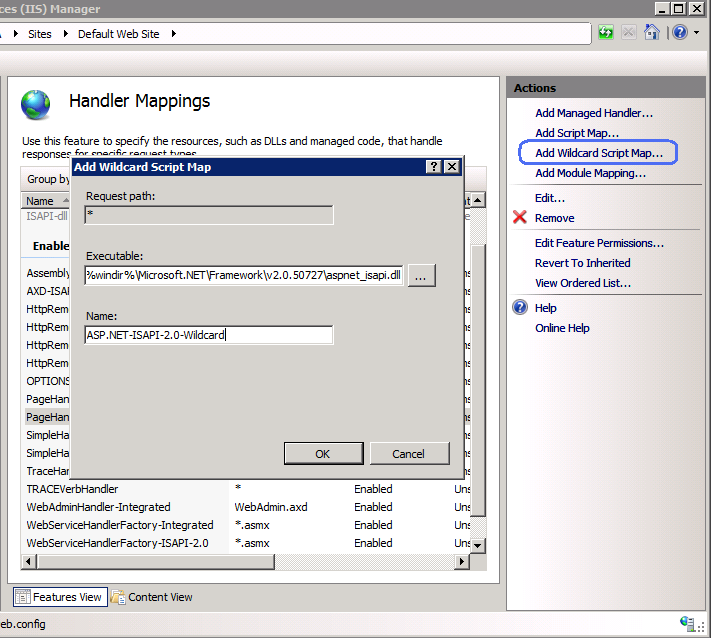 ces (IIS) Manager
Sites Default Web Site
Handler Mappings
Use this feature to specify the resources, such as DLLs and managed code, that handle
responses for specific request types.
Group by
Name
ISAPI-dll
Enable
Assembly
AXD-ISA
HttpRem
HttpRem
HttpRem
HttpRem
OPTIONS
PageHan
PageHan
SimpleHa
SimpleHa
TraceHan
TRACEVerbHandler * Enabled Uns
WebAdminHandler-Integrated WebAdmin.axd Enabled Uns
WebServiceHandlerFactory-Integrated *.asmx Enabled Uns
WebServiceHandlerFactory-ISAPI-2.0 *.asmx Enabled Uns
Add Wildcard Script Map
Request path:
*
Executable:
%windir%\Microsoft.NET\Framework\v2.0.50727\aspnet_isapi.dll
...
Name:
ASP.NET-ISAPI-2.0-Wildcard
OK Cancel
Actions
Add Managed Handler...
Add Script Map...
Add Wildcard Script Map...
Add Module Mapping...
Edit...
Remove
Edit Feature Permissions...
Revert To Inherited
View Ordered List...
Help
Online Help
Features View Content View
eb.config